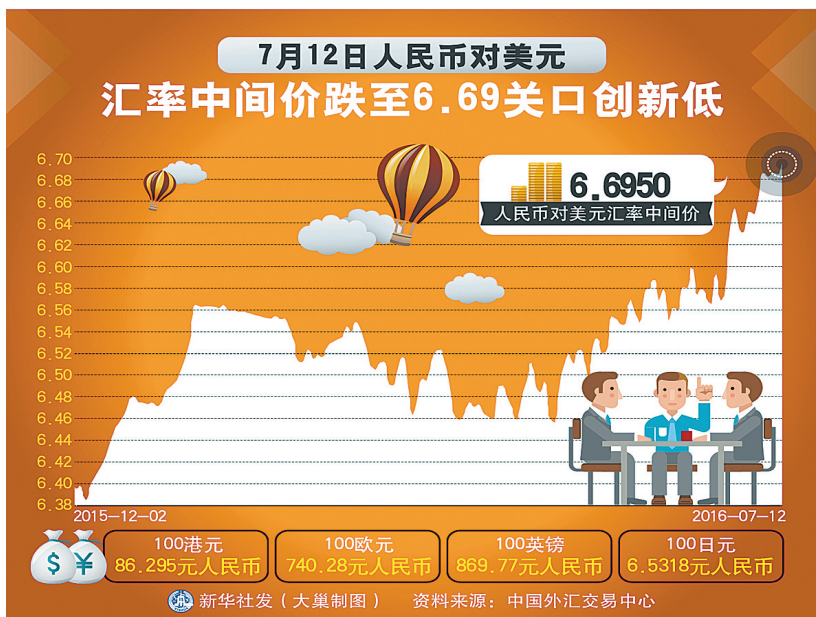 7月12日人民币对美元
汇率中间价跌至6.69关口创新低
6.70
6.68
6.66
6.64
6.62
6.60
6.58
6.56
6.54
6.52
6.50
6.48
6.46
6.44
6.42
6.40
6.38
6.6950
人民币对美元汇率中间价
2015—12—02
2016—07—12
$ ¥
100港元
86.295元人民币
100欧元
740.28元人民币
100英镑
869.77元人民币
100日元
6.5318元人民币
新华社发(大巢制图) 资料来源：中国外汇交易中心